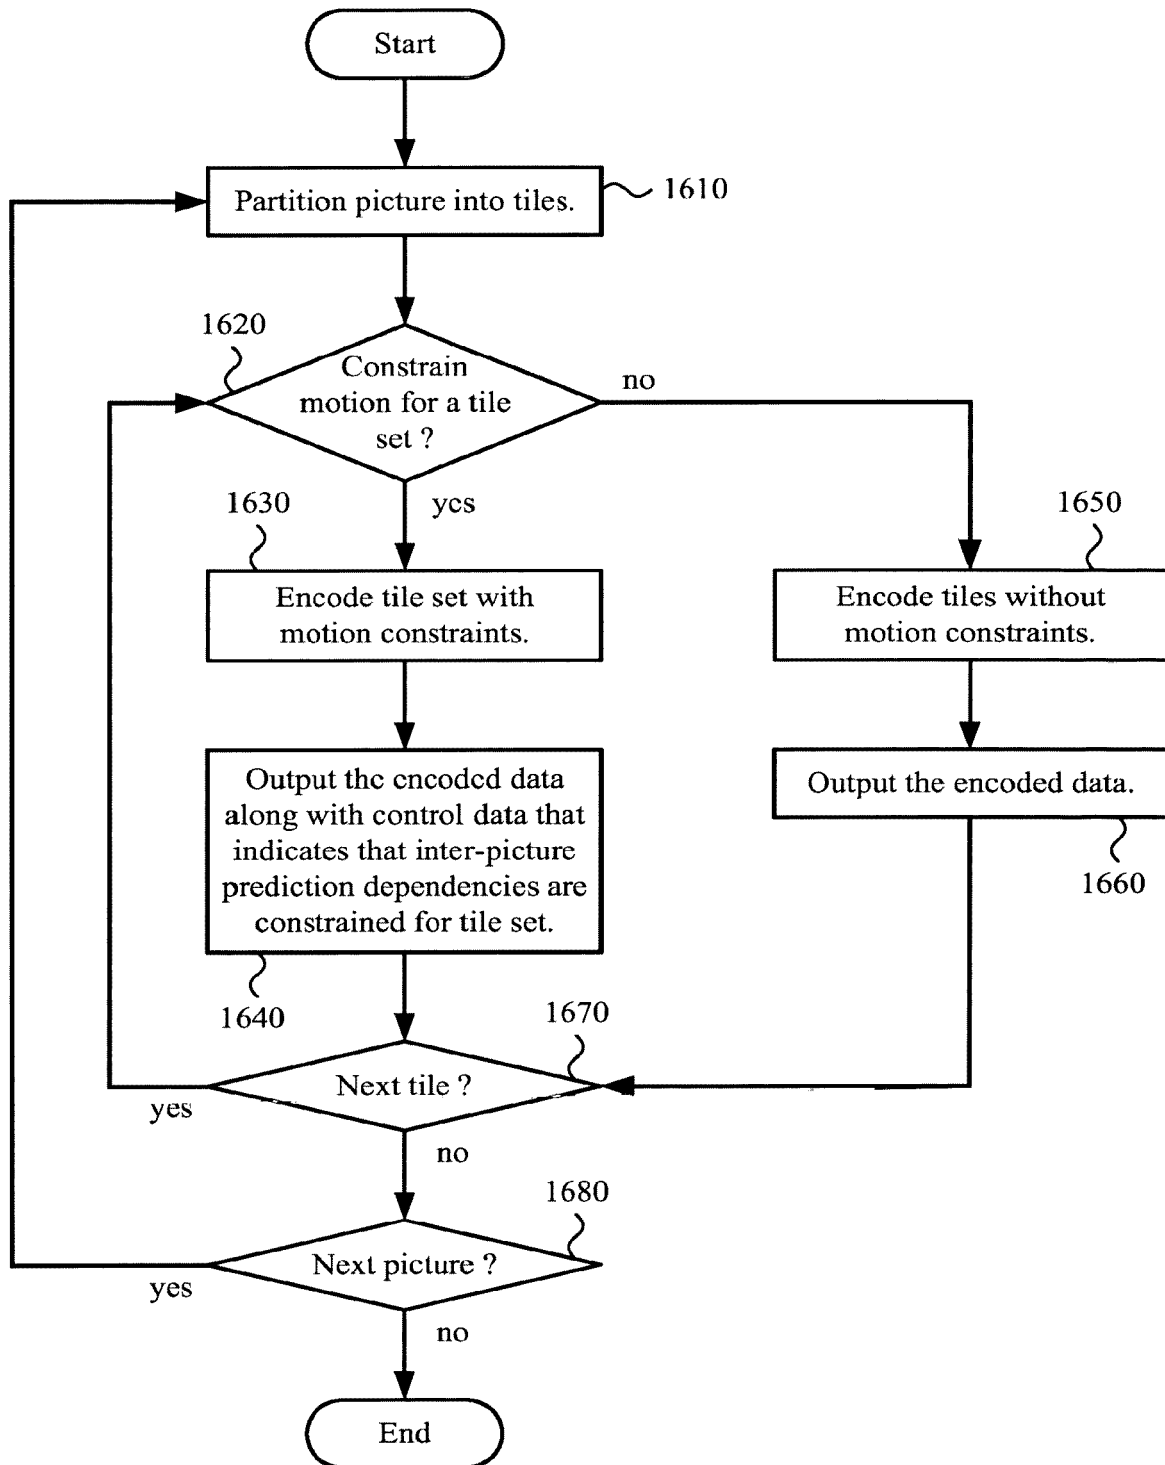 Start
Partition picture into tiles.
1610
1620
Constrain
motion for a tile
set ?
no
yes
1630
1650
Encode tile set with
motion constraints.
Encode tiles without
motion constraints.
Output the encoded data
along with control data that
indicates that inter-picture
prediction dependencies are
constrained for tile set.
Output the encoded data.
1660
1640
1670
Next tile ?
yes
no
1680
Next picture ?
yes
no
End